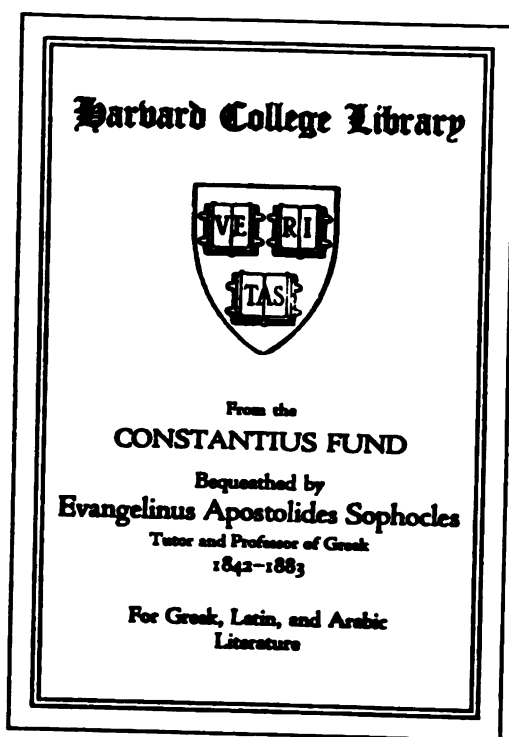 Harvard College Library
VE RI
TAS
From the
CONSTANTIUS FUND
Bequeathed by
Evangelinus Apostolides Sophocles
Tutor and Professor of Greek
1842–1883
For Greek, Latin, and Arabic
Literature